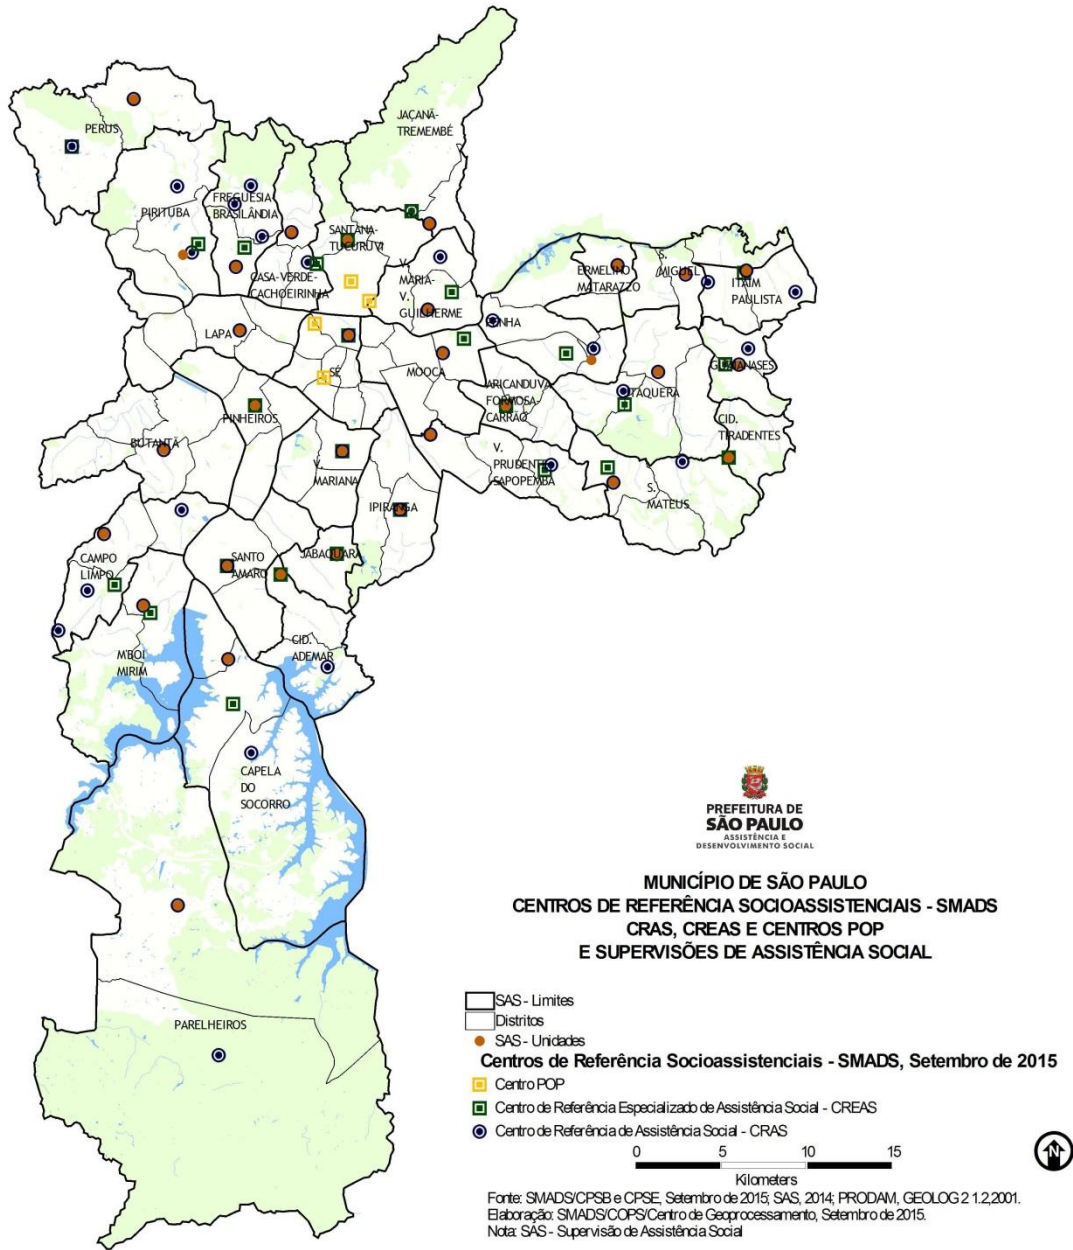 JAÇANÃ-
TREMEMBÉ
PERUS
FREGUESIA-
BRASILÂNDIA
PIRITUBA
SANTANA-
TUCURUVI
V.
MARIA-
V.
GUILHERME
CASA-VERDE-
CACHOEIRINHA
ERMELINO
MATARAZZO
S.
MIGUEL
ITAIM
PAULISTA
LAPA
PENHA
SÉ
MOOCA
GUAIANASES
ARICANDUVA-
FORMOSA-
CARRÃO
ITAQUERA
PINHEIROS
CID.
TIRADENTES
BUTANTÃ
V.
MARIANA
V.
PRUDENTE-
SAPOPEMBA
S.
MATEUS
IPIRANGA
CAMPO
LIMPO
SANTO
AMARO
JABAQUARA
M'BOI
MIRIM
CID.
ADEMAR
CAPELA
DO
SOCORRO
PARELHEIROS
PREFEITURA DE
SÃO PAULO
ASSISTÊNCIA E
DESENVOLVIMENTO SOCIAL
MUNICÍPIO DE SÃO PAULO
CENTROS DE REFERÊNCIA SOCIOASSISTENCIAIS - SMADS
CRAS, CREAS E CENTROS POP
E SUPERVISÕES DE ASSISTÊNCIA SOCIAL
SAS - Limites
Distritos
SAS - Unidades
Centros de Referência Socioassistenciais - SMADS, Setembro de 2015
Centro POP
Centro de Referência Especializado de Assistência Social - CREAS
Centro de Referência de Assistência Social - CRAS
0 5 10 15
Kilometers
N
Fonte: SMADS/CPSB e CPSE, Setembro de 2015; SAS, 2014; PRODAM, GEOLOG 2 1.2,2001.
Elaboração: SMADS/COPS/Centro de Geoprocessamento, Setembro de 2015.
Nota: SAS - Supervisão de Assistência Social